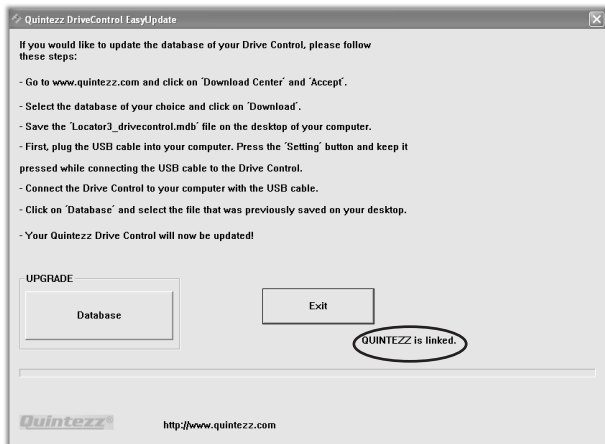 Quintezz DriveControl EasyUpdate
If you would like to update the database of your Drive Control, please follow
these steps:
- Go to www.quintezz.com and click on ´Download Center´ and ´Accept´.
- Select the database of your choice and click on ´Download´.
- Save the ´Locator3_drivecontrol.mdb´ file on the desktop of your computer.
- First, plug the USB cable into your computer. Press the ´Setting´ button and keep it
pressed while connecting the USB cable to the Drive Control.
- Connect the Drive Control to your computer with the USB cable.
- Click on ´Database´ and select the file that was previously saved on your desktop.
- Your Quintezz Drive Control will now be updated!
UPGRADE
Database
Exit
QUINTEZZ is linked.
Quintezz®
http://www.quintezz.com